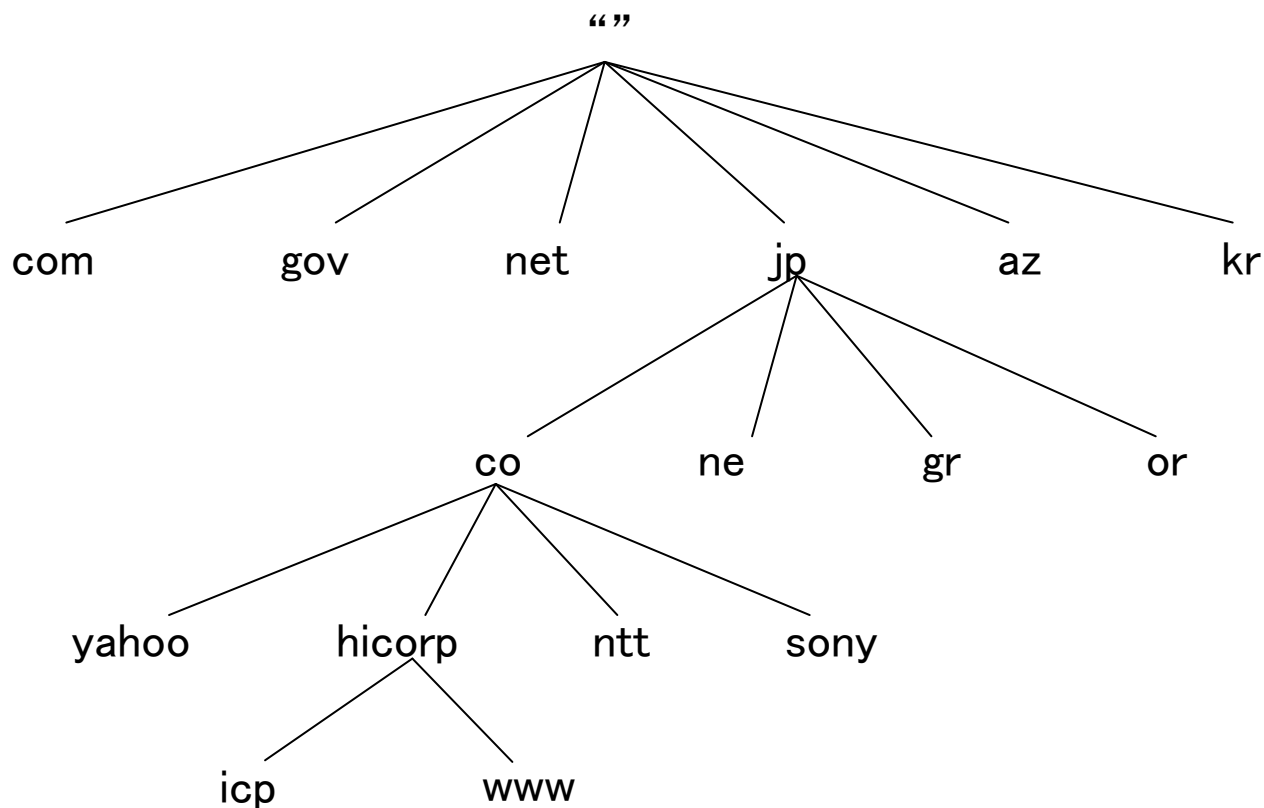 “”
com gov net jp az kr
co ne gr or
yahoo hicorp ntt sony
icp www